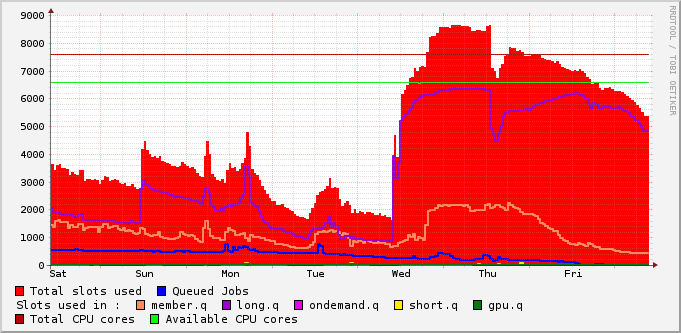 9000
8000
7000
6000
5000
4000
3000
2000
1000
0
Sat Sun Mon Tue Wed Thu Fri
RRDTOOL / TOBI OETIKER
Total slots used Queued Jobs
Slots used in : member.q long.q ondemand.q short.q gpu.q
Total CPU cores Available CPU cores